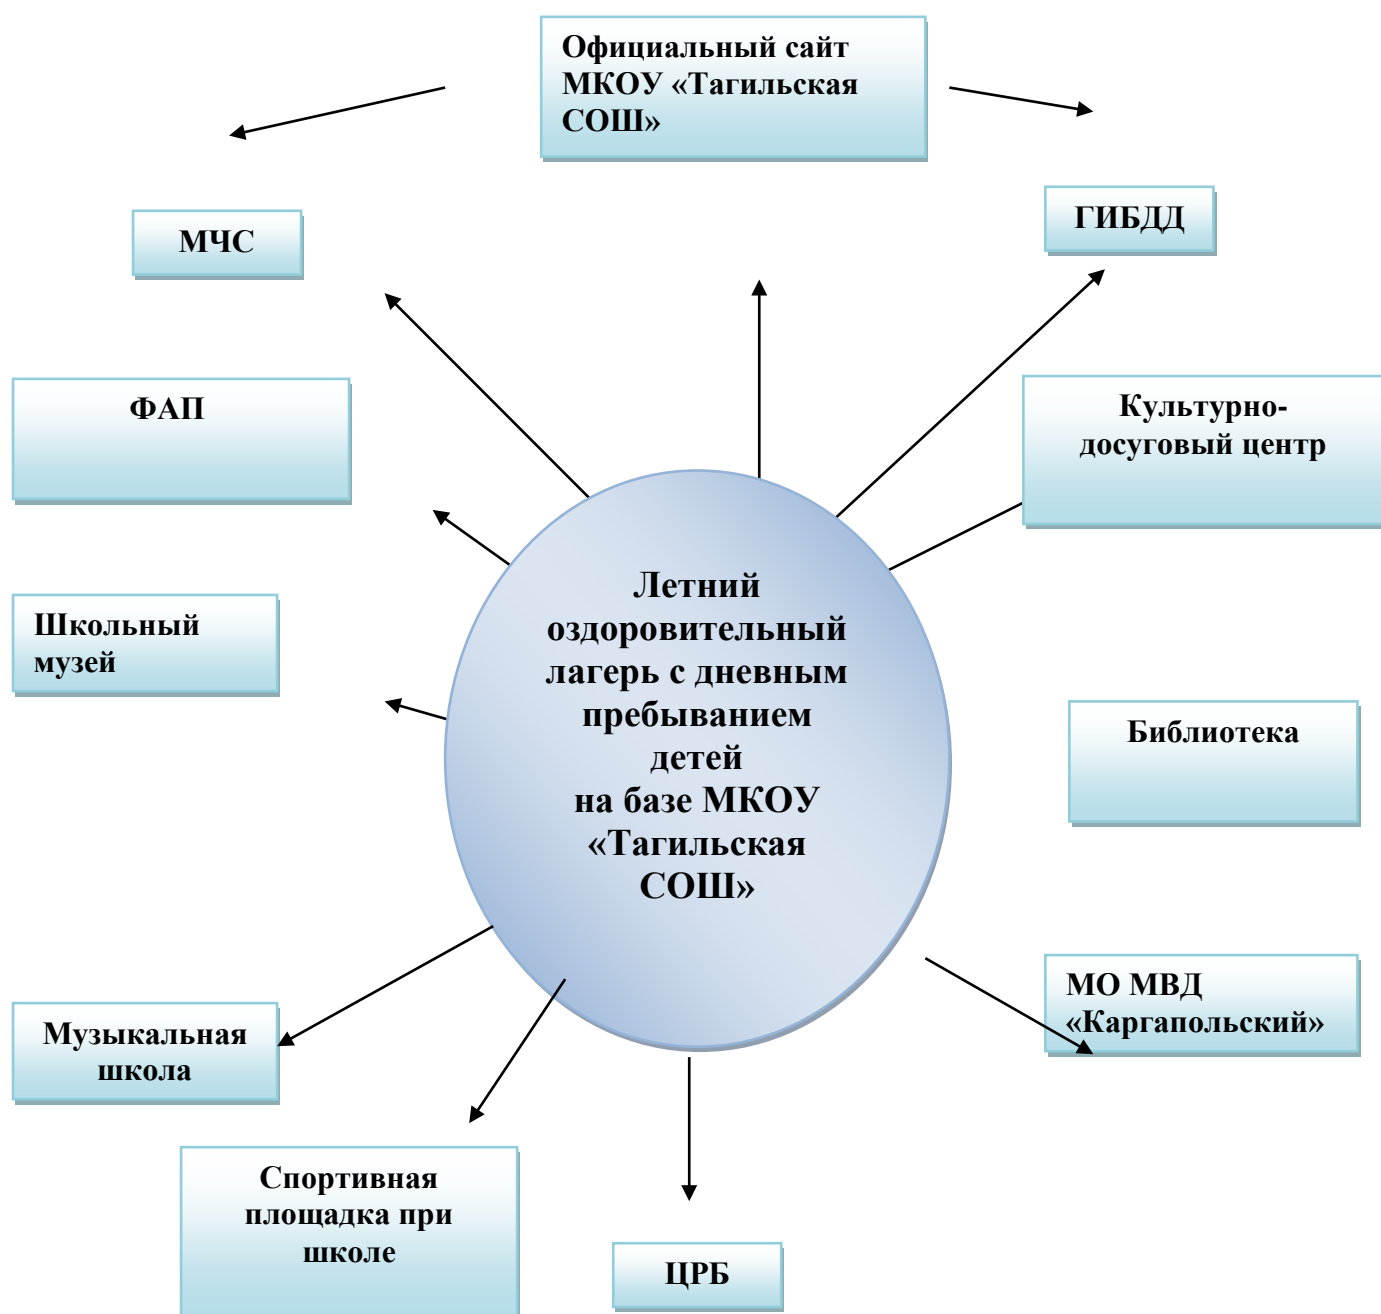 Официальный сайт
МКОУ «Тагильская
СОШ»
МЧС
ГИБДД
ФАП
Культурно-
досуговый центр
Летний
оздоровительный
лагерь с дневным
пребыванием
детей
на базе МКОУ
«Тагильская
СОШ»
Школьный
музей
Библиотека
МО МВД
«Каргапольский»
Музыкальная
школа
Спортивная
площадка при
школе
ЦРБ